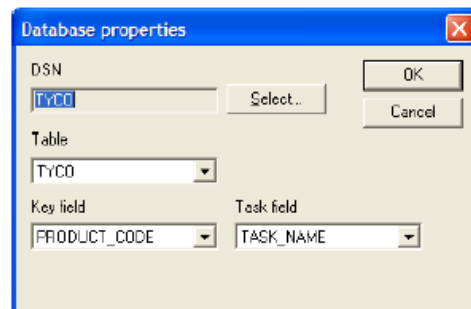 Database properties
DSN
OK
TYCO
Select...
Cancel
Table
TYCO
Key field
Task field
PRODUCT_CODE
TASK_NAME